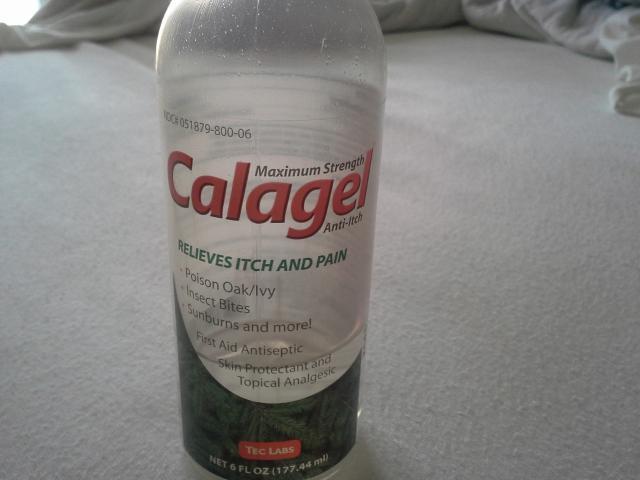 NDC# 051879-800-06
Maximum Strength
Calagel
Anti-Itch
RELIEVES ITCH AND PAIN
· Poison Oak/Ivy
· Insect Bites
· Sunburns and more!
First Aid Antiseptic
Skin Protectant and
Topical Analgesic
TEC LABS
NET 6 FL OZ (177.44 ml)